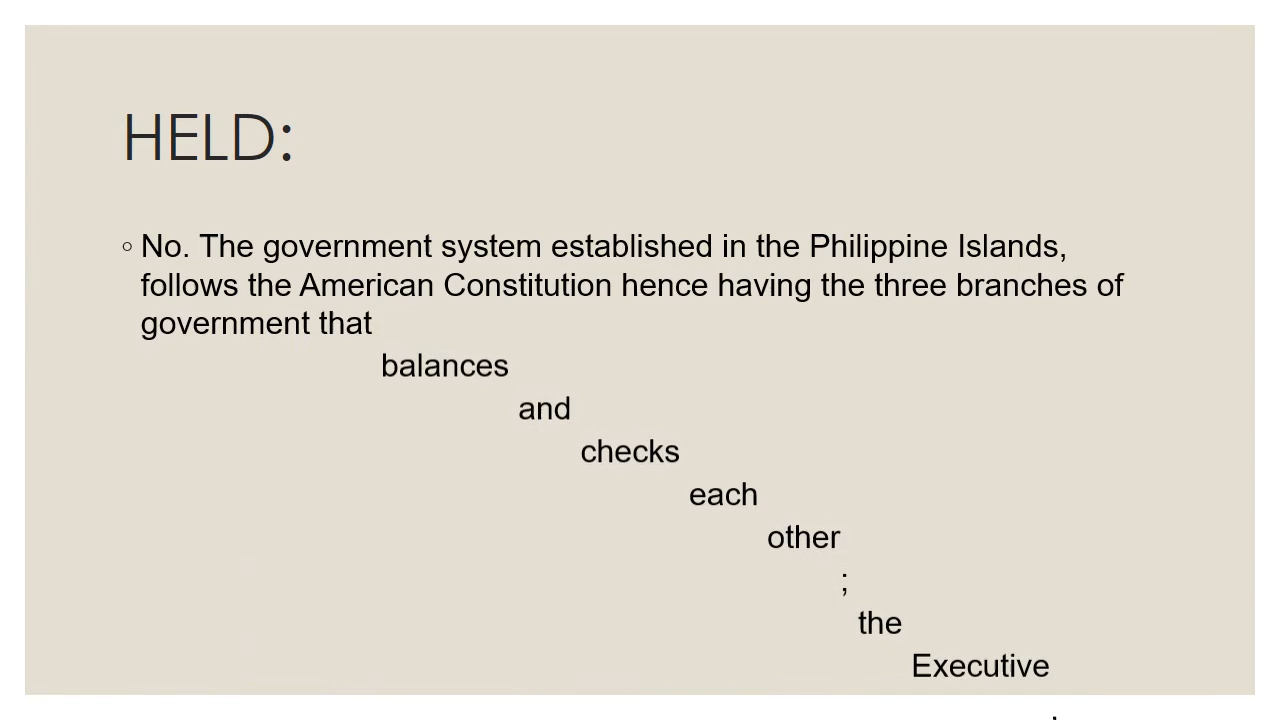 HELD:
◦ No. The government system established in the Philippine Islands,
follows the American Constitution hence having the three branches of
government that
balances
and
checks
each
other
;
the
Executive